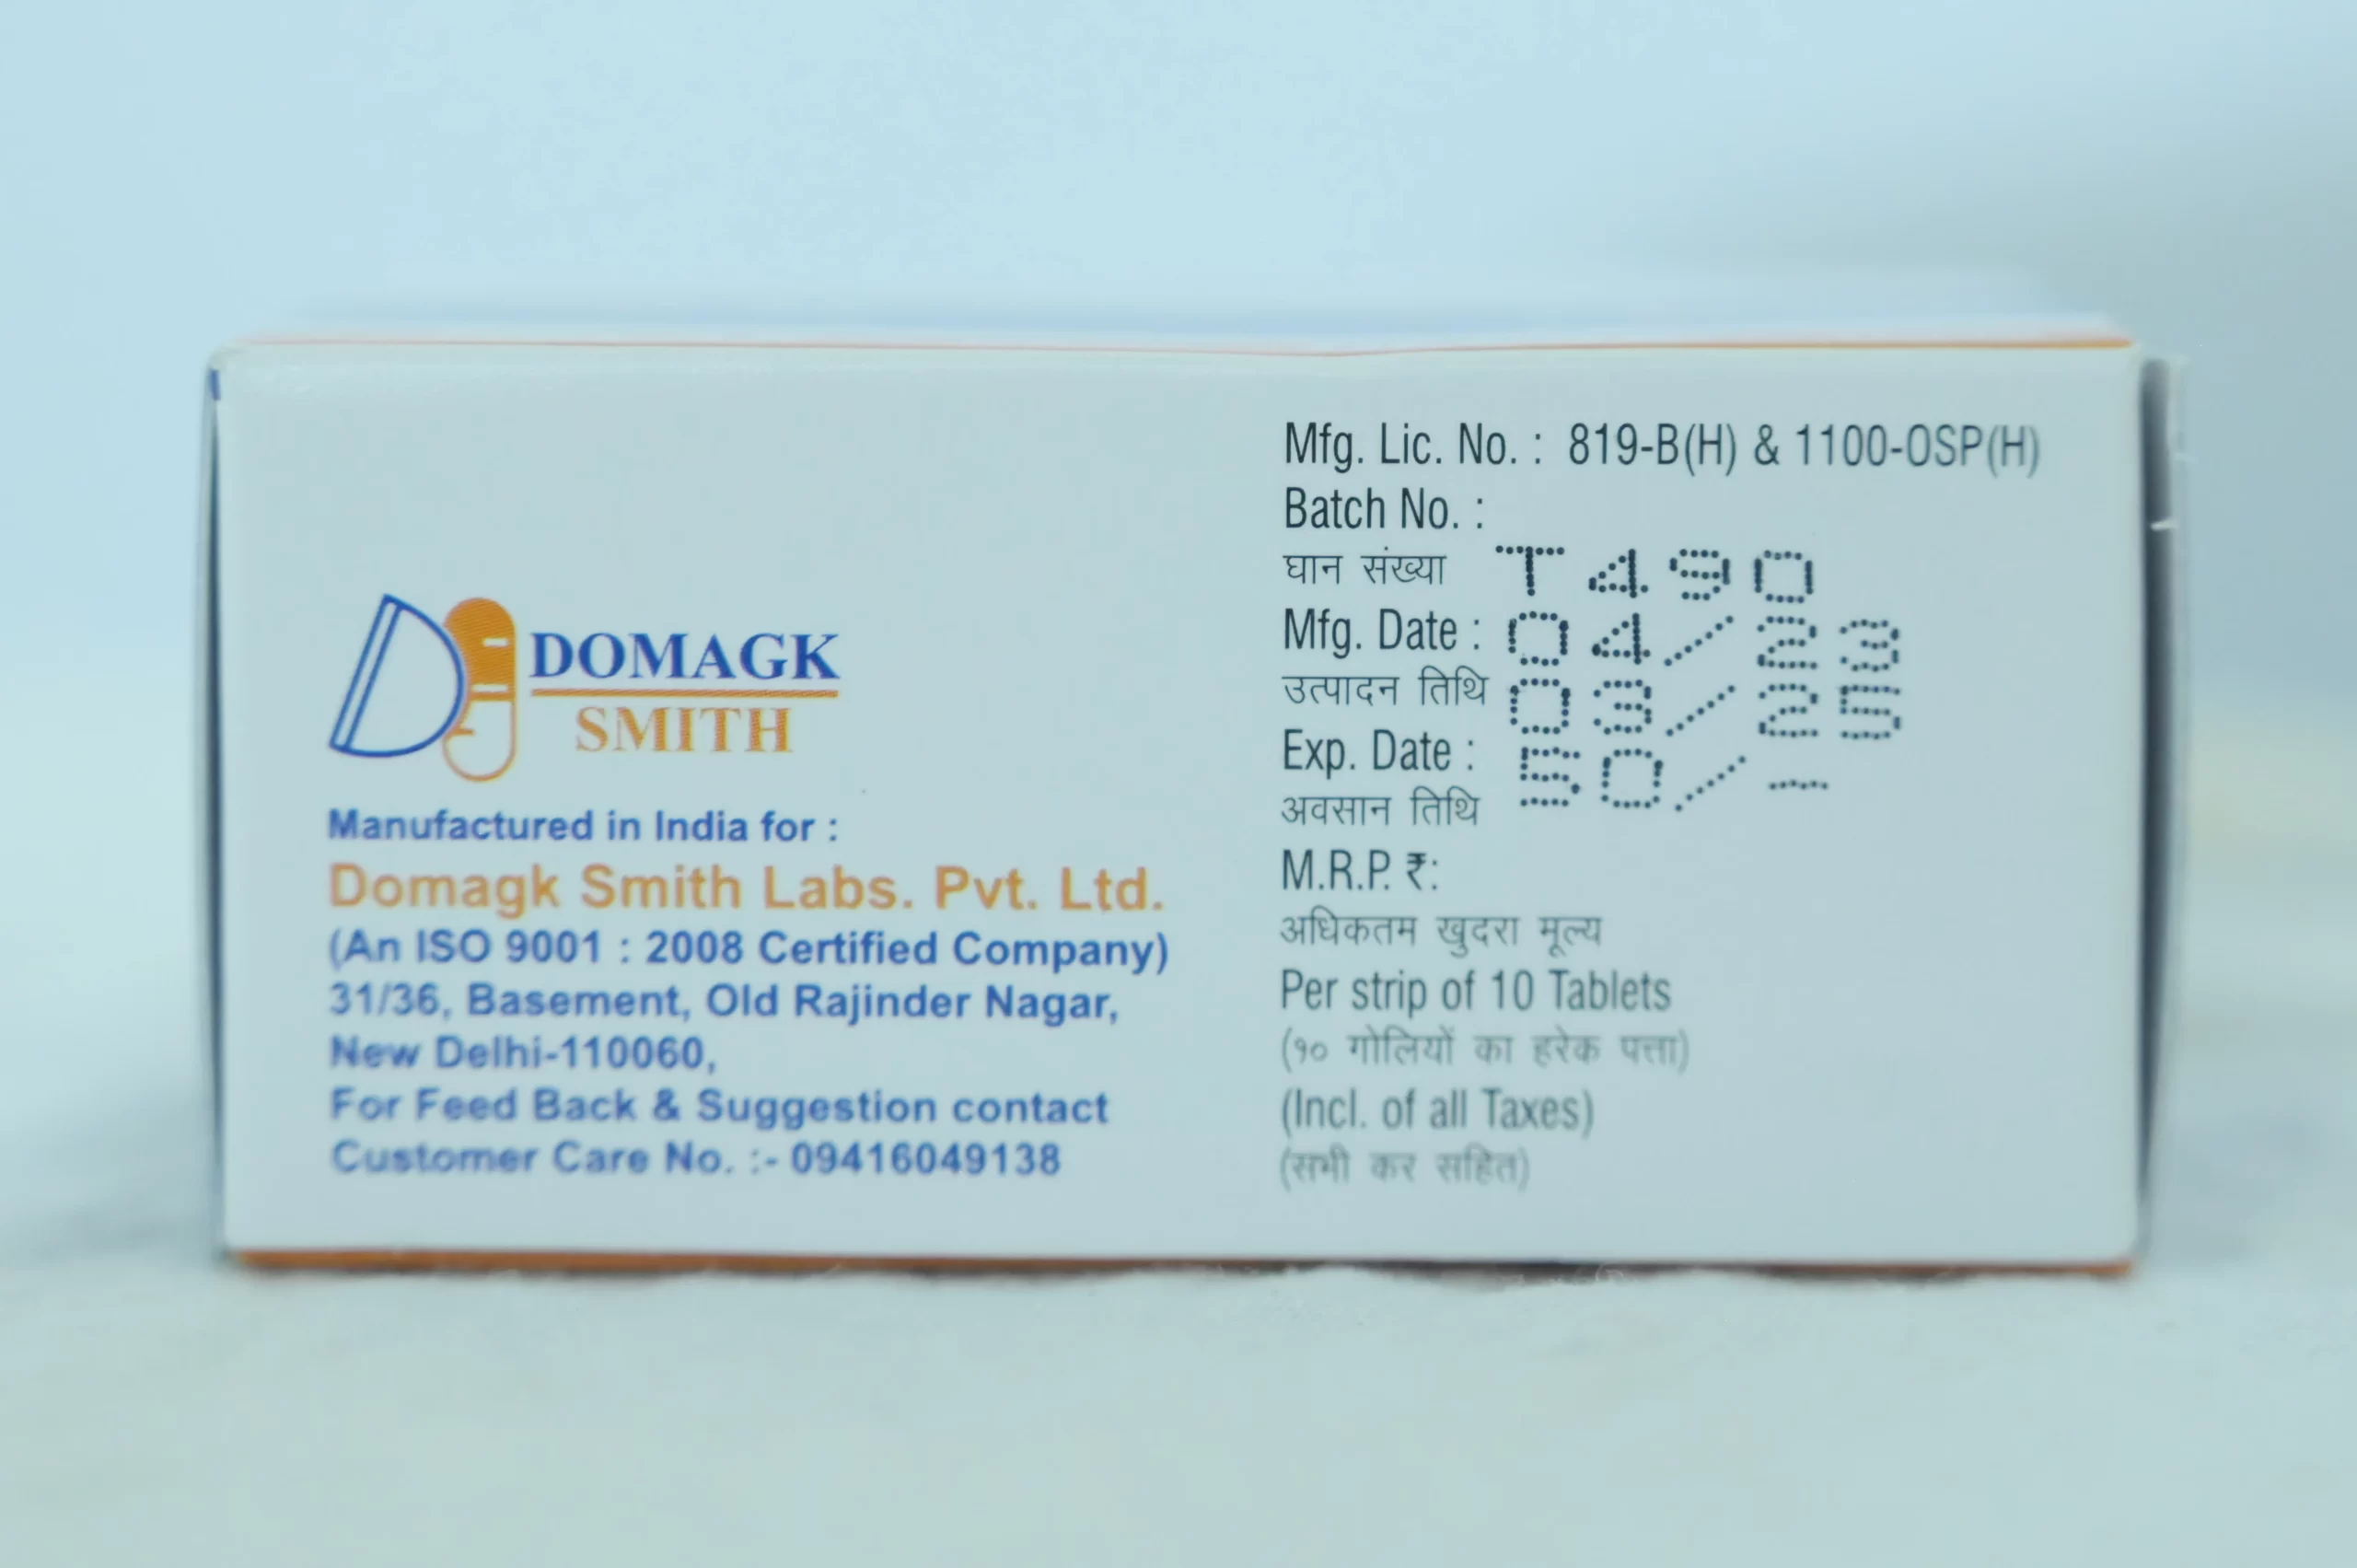 DOMAGK
SMITH
Manufactured in India for :
Domagk Smith Labs. Pvt. Ltd.
(An ISO 9001 : 2008 Certified Company)
31/36, Basement, Old Rajinder Nagar,
New Delhi-110060,
For Feed Back & Suggestion contact
Customer Care No. :- 09416049138
Mfg. Lic. No. : 819-B(H) & 1100-OSP(H)
Batch No. :
घान संख्या T490
Mfg. Date : 04/23
उत्पादन तिथि 03/25
Exp. Date : 50/-
अवसान तिथि
M.R.P. ₹:
अधिकतम खुदरा मूल्य
Per strip of 10 Tablets
(१० गोलियों का हरेक पत्ता)
(Incl. of all Taxes)
(सभी कर सहित)